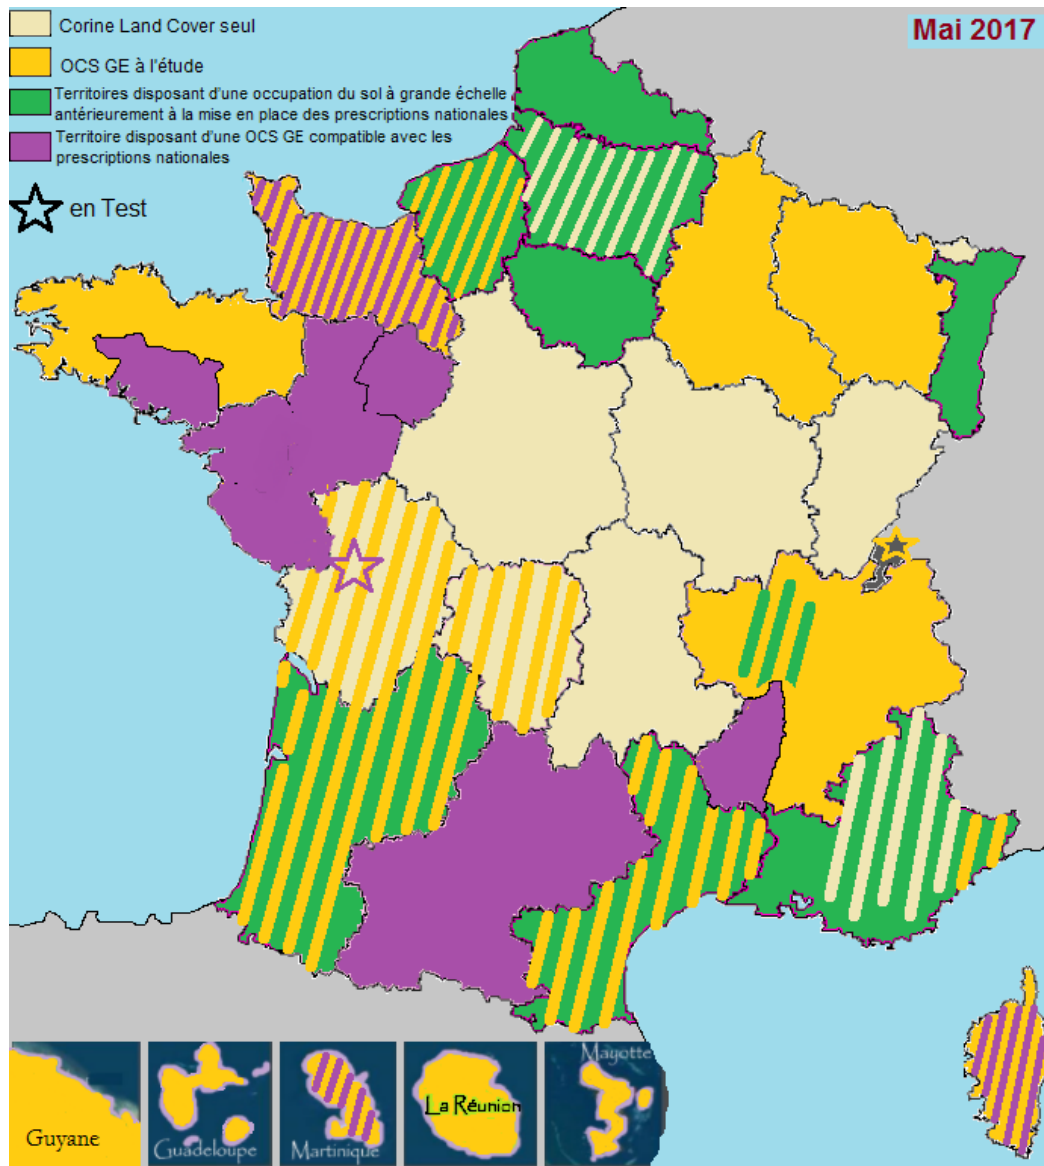 Corine Land Cover seul
Mai 2017
OCS GE à l'étude
Territoires disposant d'une occupation du sol à grande échelle
antérieurement à la mise en place des prescriptions nationales
Territoire disposant d'une OCS GE compatible avec les
prescriptions nationales
en Test
Guyane
Guadeloupe
Martinique
La Réunion
Mayotte